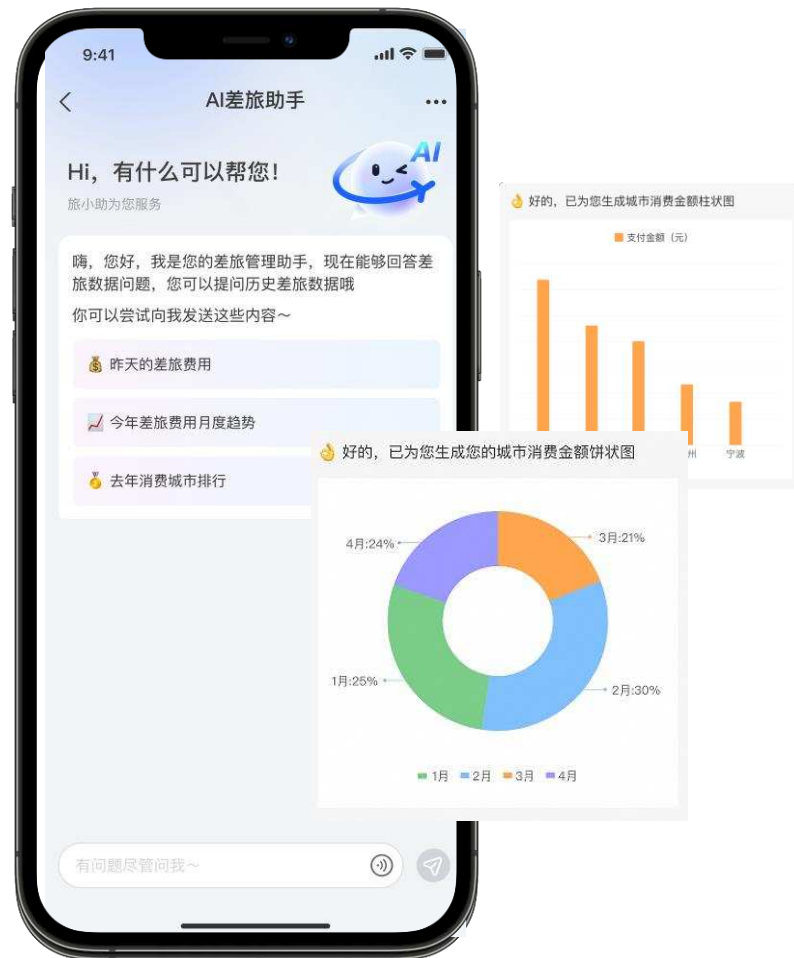 9:41
AI差旅助手
Hi，有什么可以帮您！
旅小助为您服务
AI
嗨，您好，我是您的差旅管理助手，现在能够回答差
旅数据问题，您可以提问历史差旅数据哦
你可以尝试向我发送这些内容～
昨天的差旅费用
今年差旅费用月度趋势
去年消费城市排行
有问题尽管问我～
好的，已为您生成城市消费金额柱状图
支付金额（元）
州 宁波
好的，已为您生成您的城市消费金额饼状图
4月:24%
3月:21%
1月:25%
2月:30%
1月 2月 3月 4月